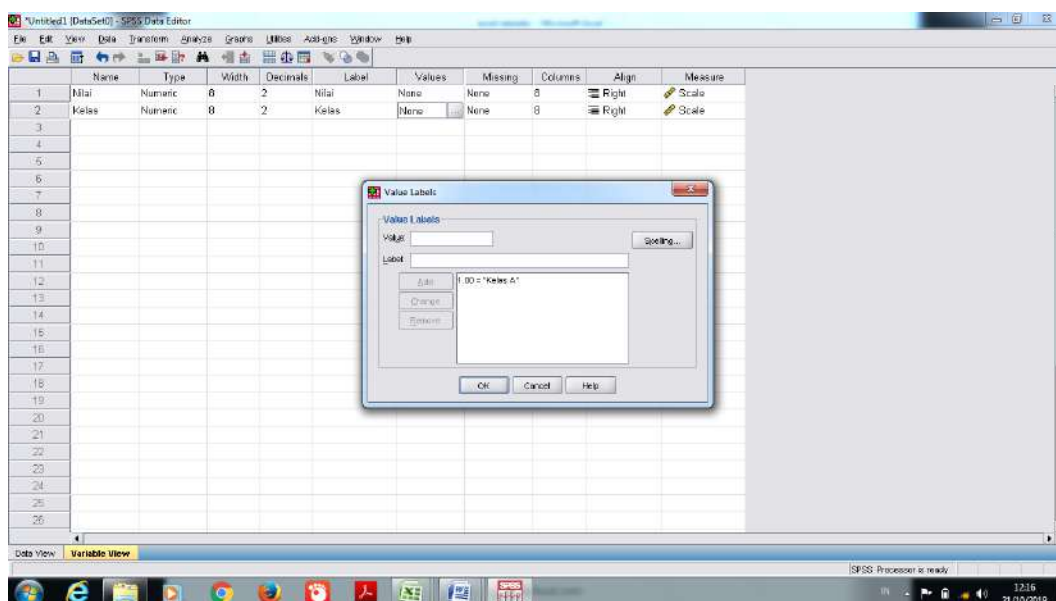 *Untitled1 [DataSet0] - SPSS Data Editor
File Edit View Data Transform Analyze Graphs Utilities Add-ons Window Help
Name Type Width Decimals Label Values Missing Columns Align Measure
1 Nilai Numeric 8 2 Nilai None None 8 Right Scale
2 Kelas Numeric 8 2 Kelas None ... None 8 Right Scale
3
4
5
6
7
8
9
10
11
12
13
14
15
16
17
18
19
20
21
22
23
24
25
26
Value Labels
Value Labels
Value:
Spelling...
Label:
Add
1.00 = "Kelas A"
Change
Remove
OK Cancel Help
Data View Variable View
SPSS Processor is ready
IN 12:16
21/10/2019